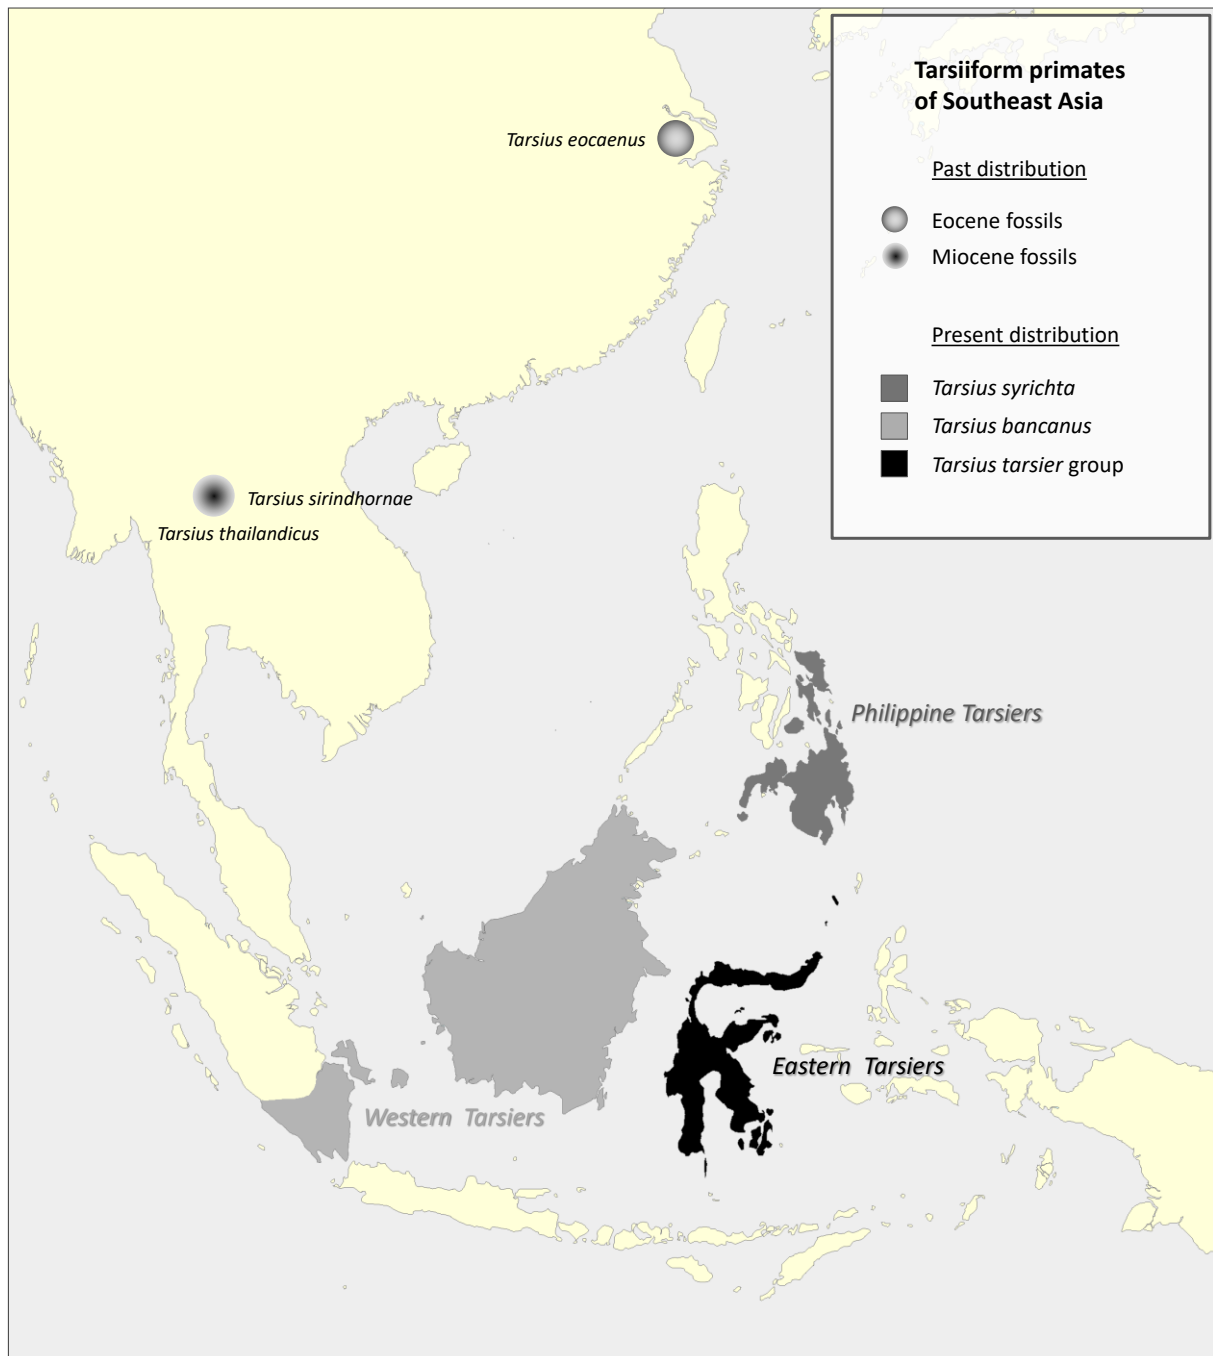 Tarsiiform primates
of Southeast Asia
Past distribution
Eocene fossils
Miocene fossils
Present distribution
Tarsius syrichta
Tarsius bancanus
Tarsius tarsier group
Tarsius eocaenus
Tarsius sirindhornae
Tarsius thailandicus
Philippine Tarsiers
Eastern Tarsiers
Western Tarsiers